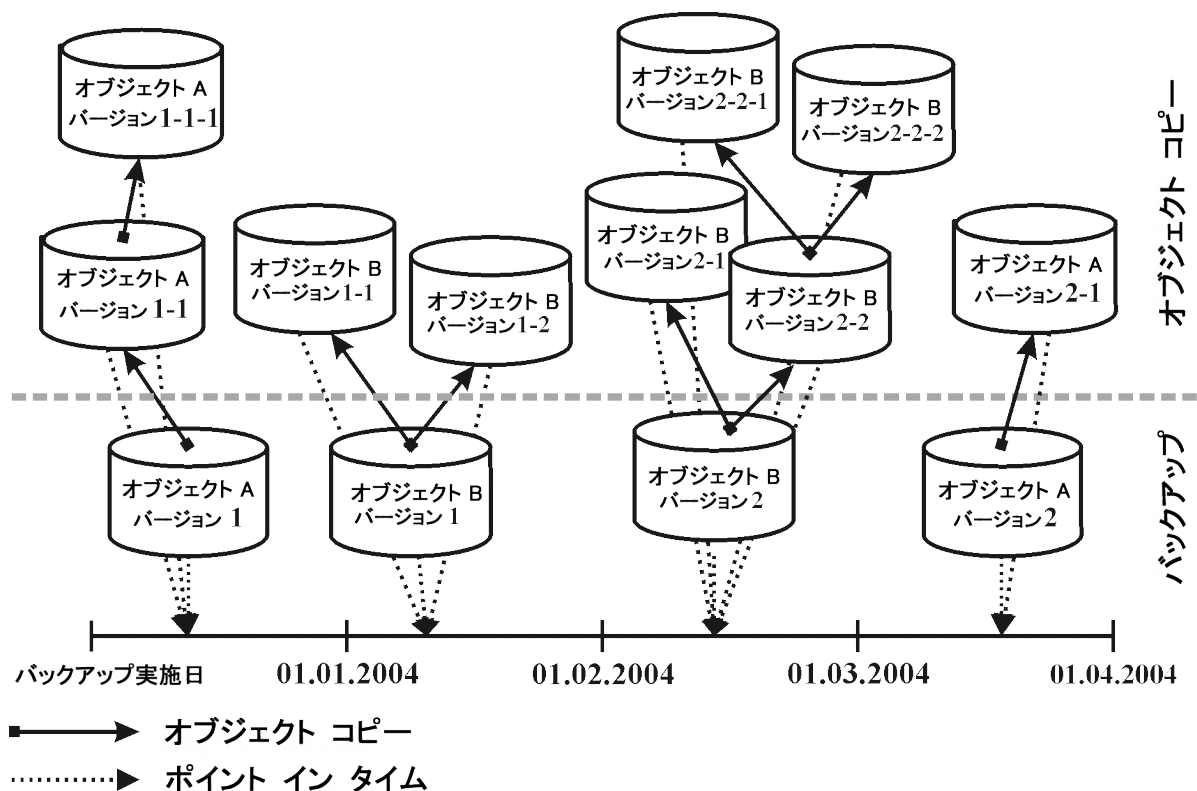 オブジェクト A
バージョン1-1-1
オブジェクト B
バージョン2-2-1
オブジェクト B
バージョン2-2-2
オブジェクト コピー
オブジェクト A
バージョン1-1
オブジェクト B
バージョン1-1
オブジェクト B
バージョン1-2
オブジェクト B
バージョン2-1
オブジェクト B
バージョン2-2
オブジェクト A
バージョン2-1
オブジェクト A
バージョン 1
オブジェクト B
バージョン 1
オブジェクト B
バージョン 2
オブジェクト A
バージョン 2
バックアップ
バックアップ実施日
01.01.2004
01.02.2004
01.03.2004
01.04.2004
オブジェクト コピー
ポイント イン タイム